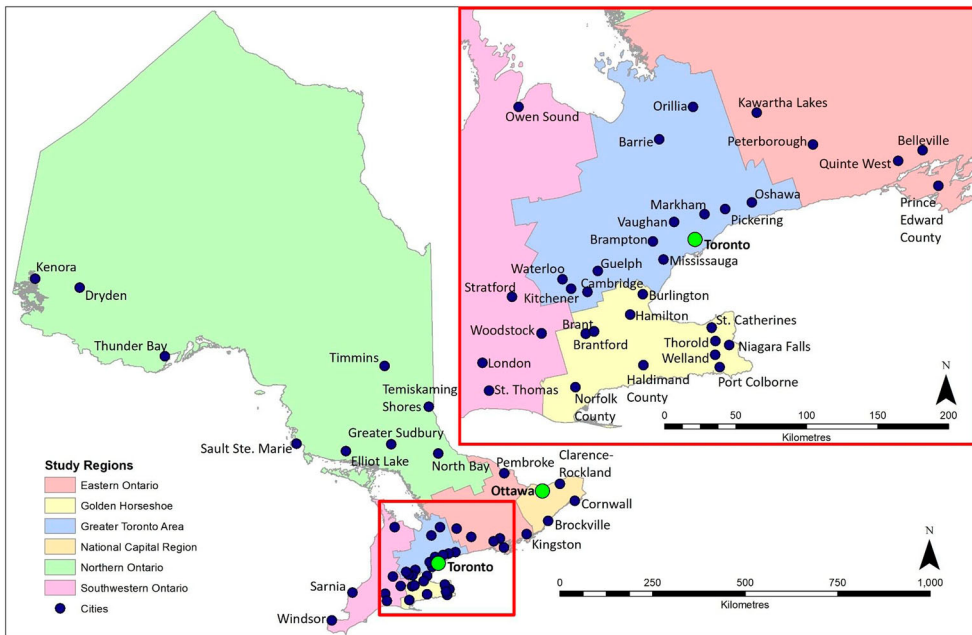 Owen Sound
Orillia
Kawartha Lakes
Barrie
Peterborough
Belleville
Quinte West
Markham
Oshawa
Prince
Edward
County
Vaughan
Pickering
Brampton
Toronto
Mississauga
Guelph
Waterloo
Cambridge
Stratford
Kitchener
Burlington
Hamilton
St. Catherines
Woodstock
Brant
Brantford
Thorold
Niagara Falls
Welland
London
Haldimand
County
Port Colborne
St. Thomas
Norfolk
County
N
0 50 100 150 200
Kilometres
Kenora
Dryden
Thunder Bay
Timmins
Temiskaming
Shores
Greater Sudbury
Sault Ste. Marie
Elliot Lake
North Bay
Pembroke
Clarence-
Rockland
Ottawa
Cornwall
Brockville
Kingston
Toronto
Sarnia
Windsor
Study Regions
Eastern Ontario
Golden Horseshoe
Greater Toronto Area
National Capital Region
Northern Ontario
Southwestern Ontario
Cities
N
0 250 500 750 1,000
Kilometres